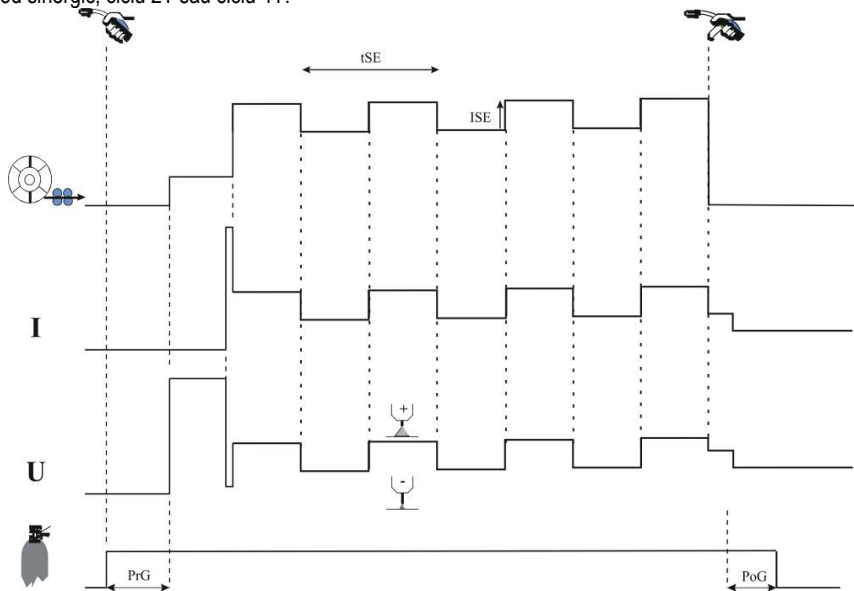 cu sinergie, ciclu 2T sau ciclu 4T:
tSE
ISE
I
+
U
-
PrG
PoG